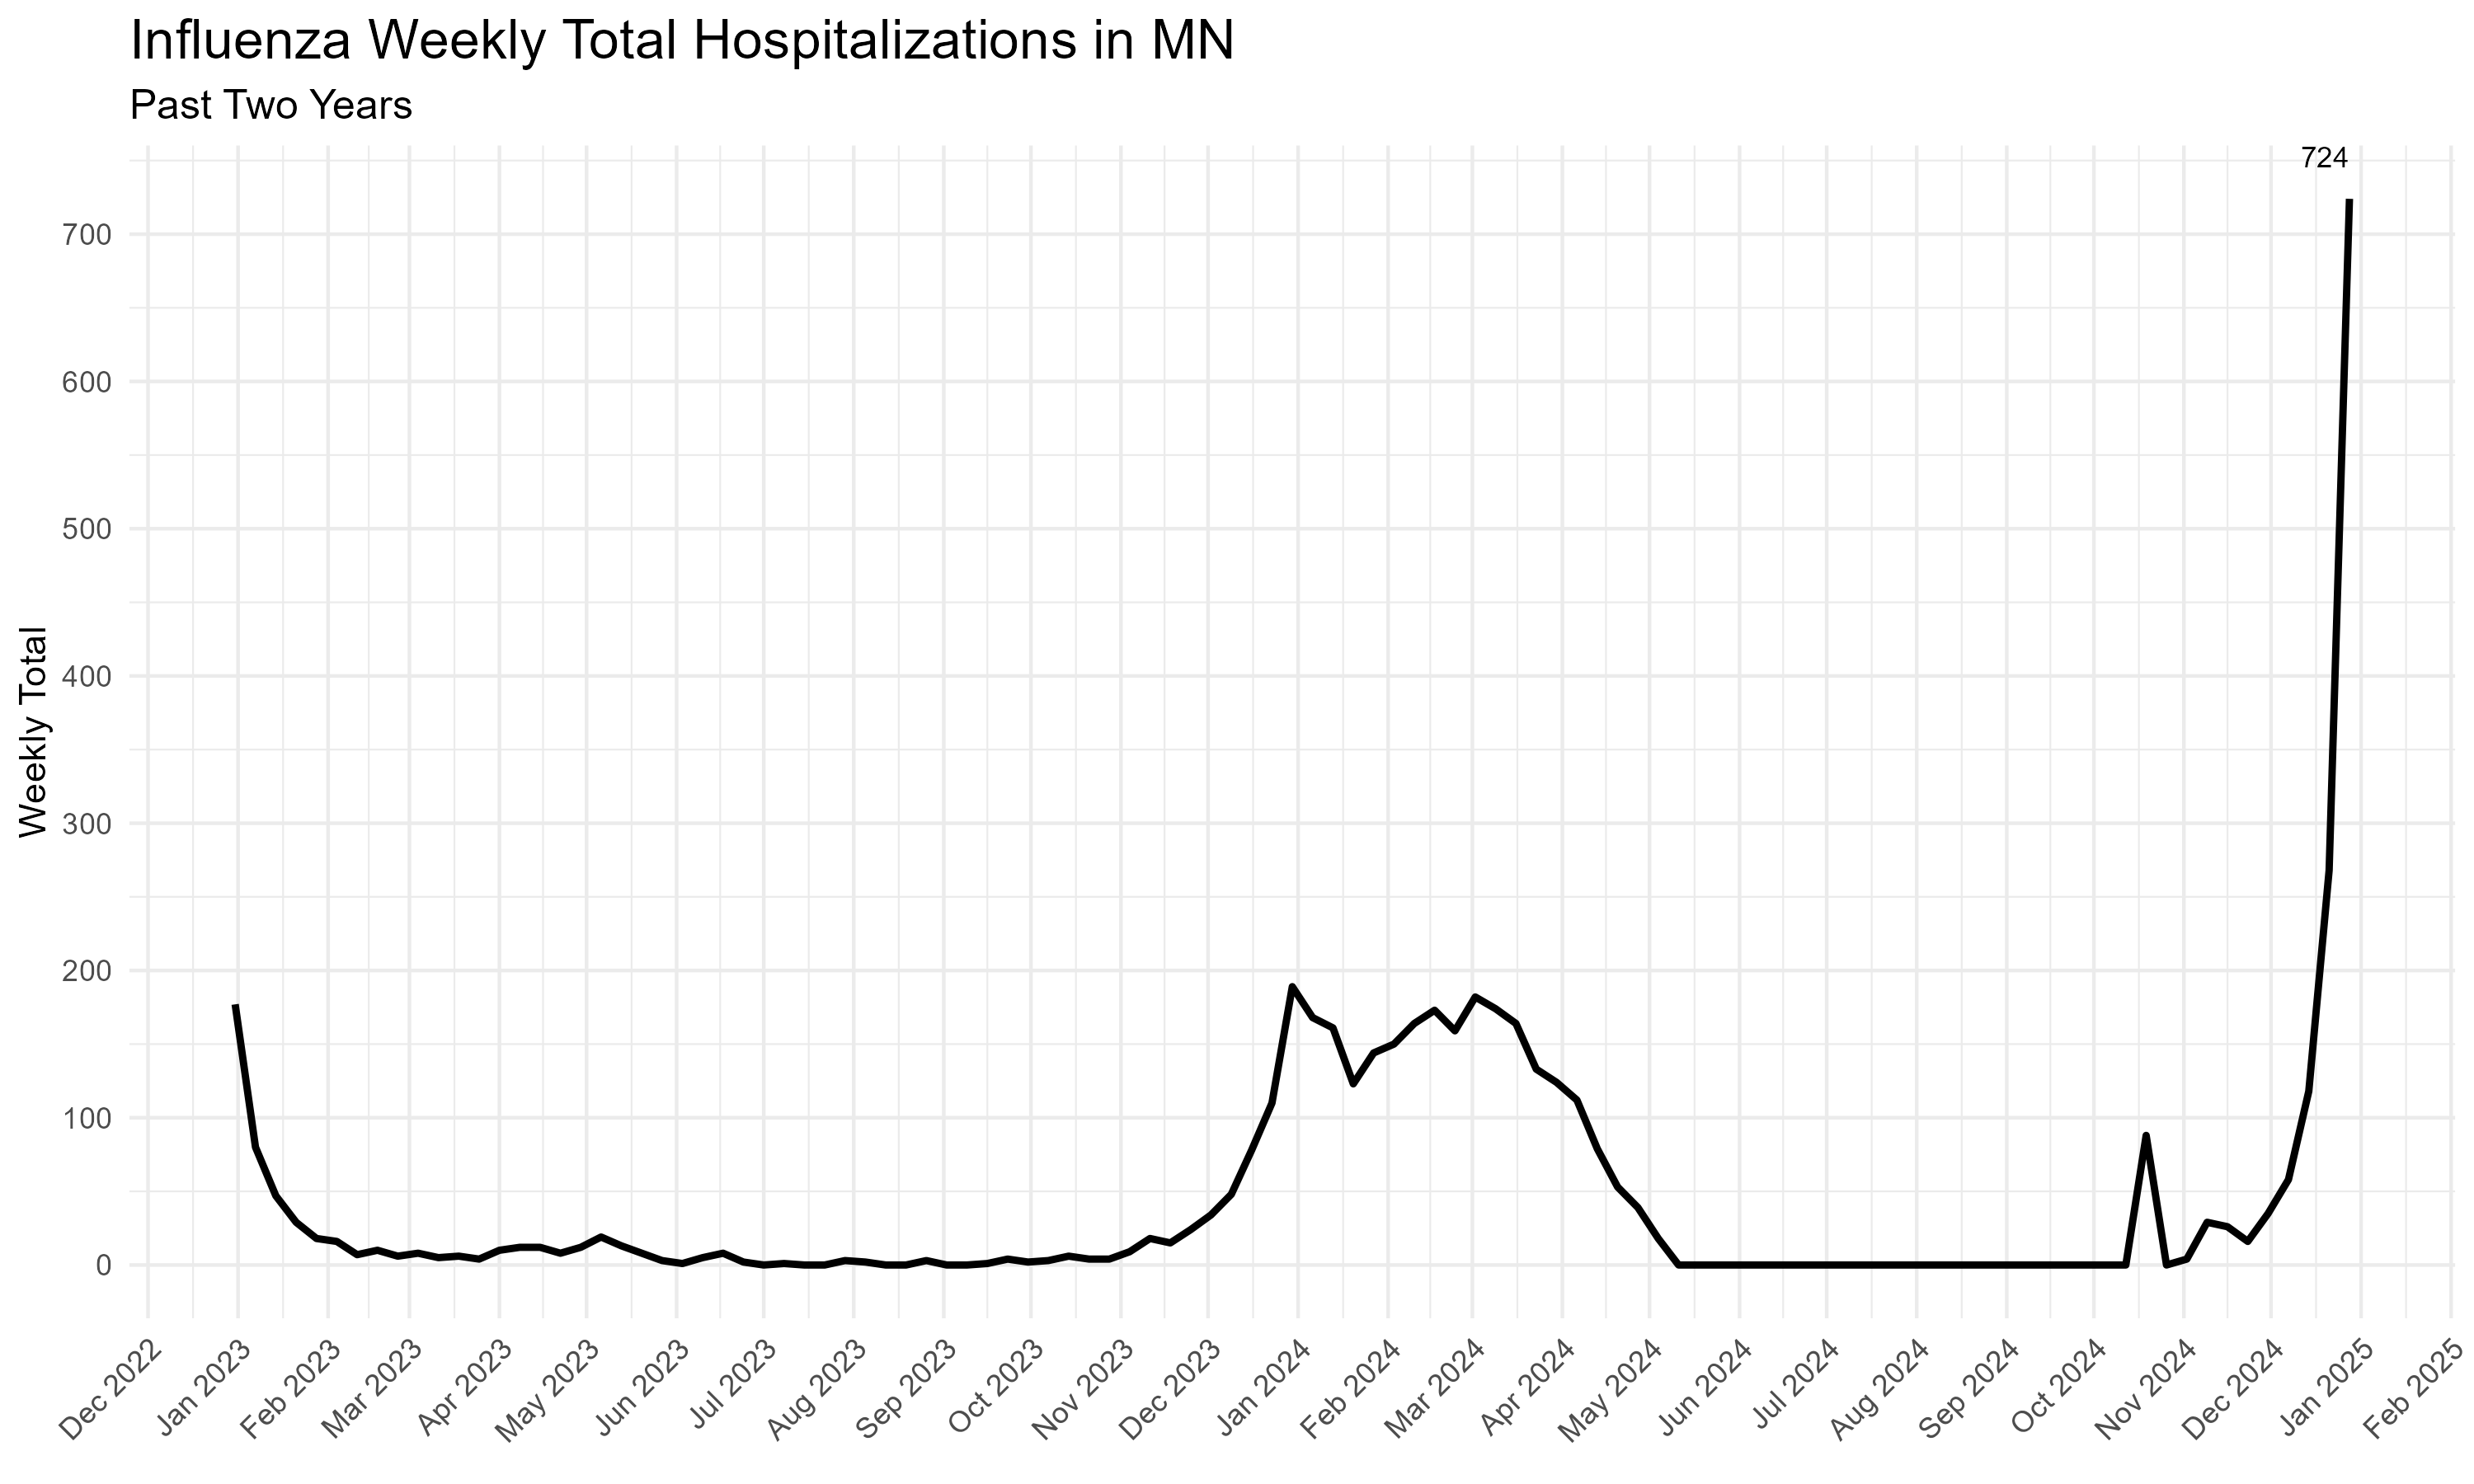 Influenza Weekly Total Hospitalizations in MN
Past Two Years
724
Weekly Total
700
600
500
400
300
200
100
0
Dec 2022
Jan 2023
Feb 2023
Mar 2023
Apr 2023
May 2023
Jun 2023
Jul 2023
Aug 2023
Sep 2023
Oct 2023
Nov 2023
Dec 2023
Jan 2024
Feb 2024
Mar 2024
Apr 2024
May 2024
Jun 2024
Jul 2024
Aug 2024
Sep 2024
Oct 2024
Nov 2024
Dec 2024
Jan 2025
Feb 2025